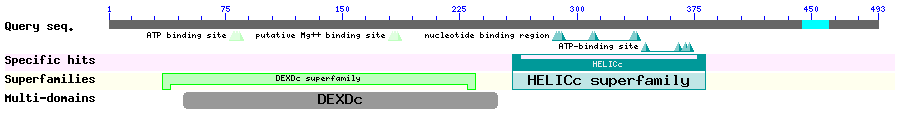 1 75 150 225 300 375 450 493
Query seq.
ATP binding site putative Mg++ binding site nucleotide binding region
ATP-binding site
Specific hits HELICc
Superfamilies DEXDc superfamily HELICc superfamily
Multi-domains DEXDc